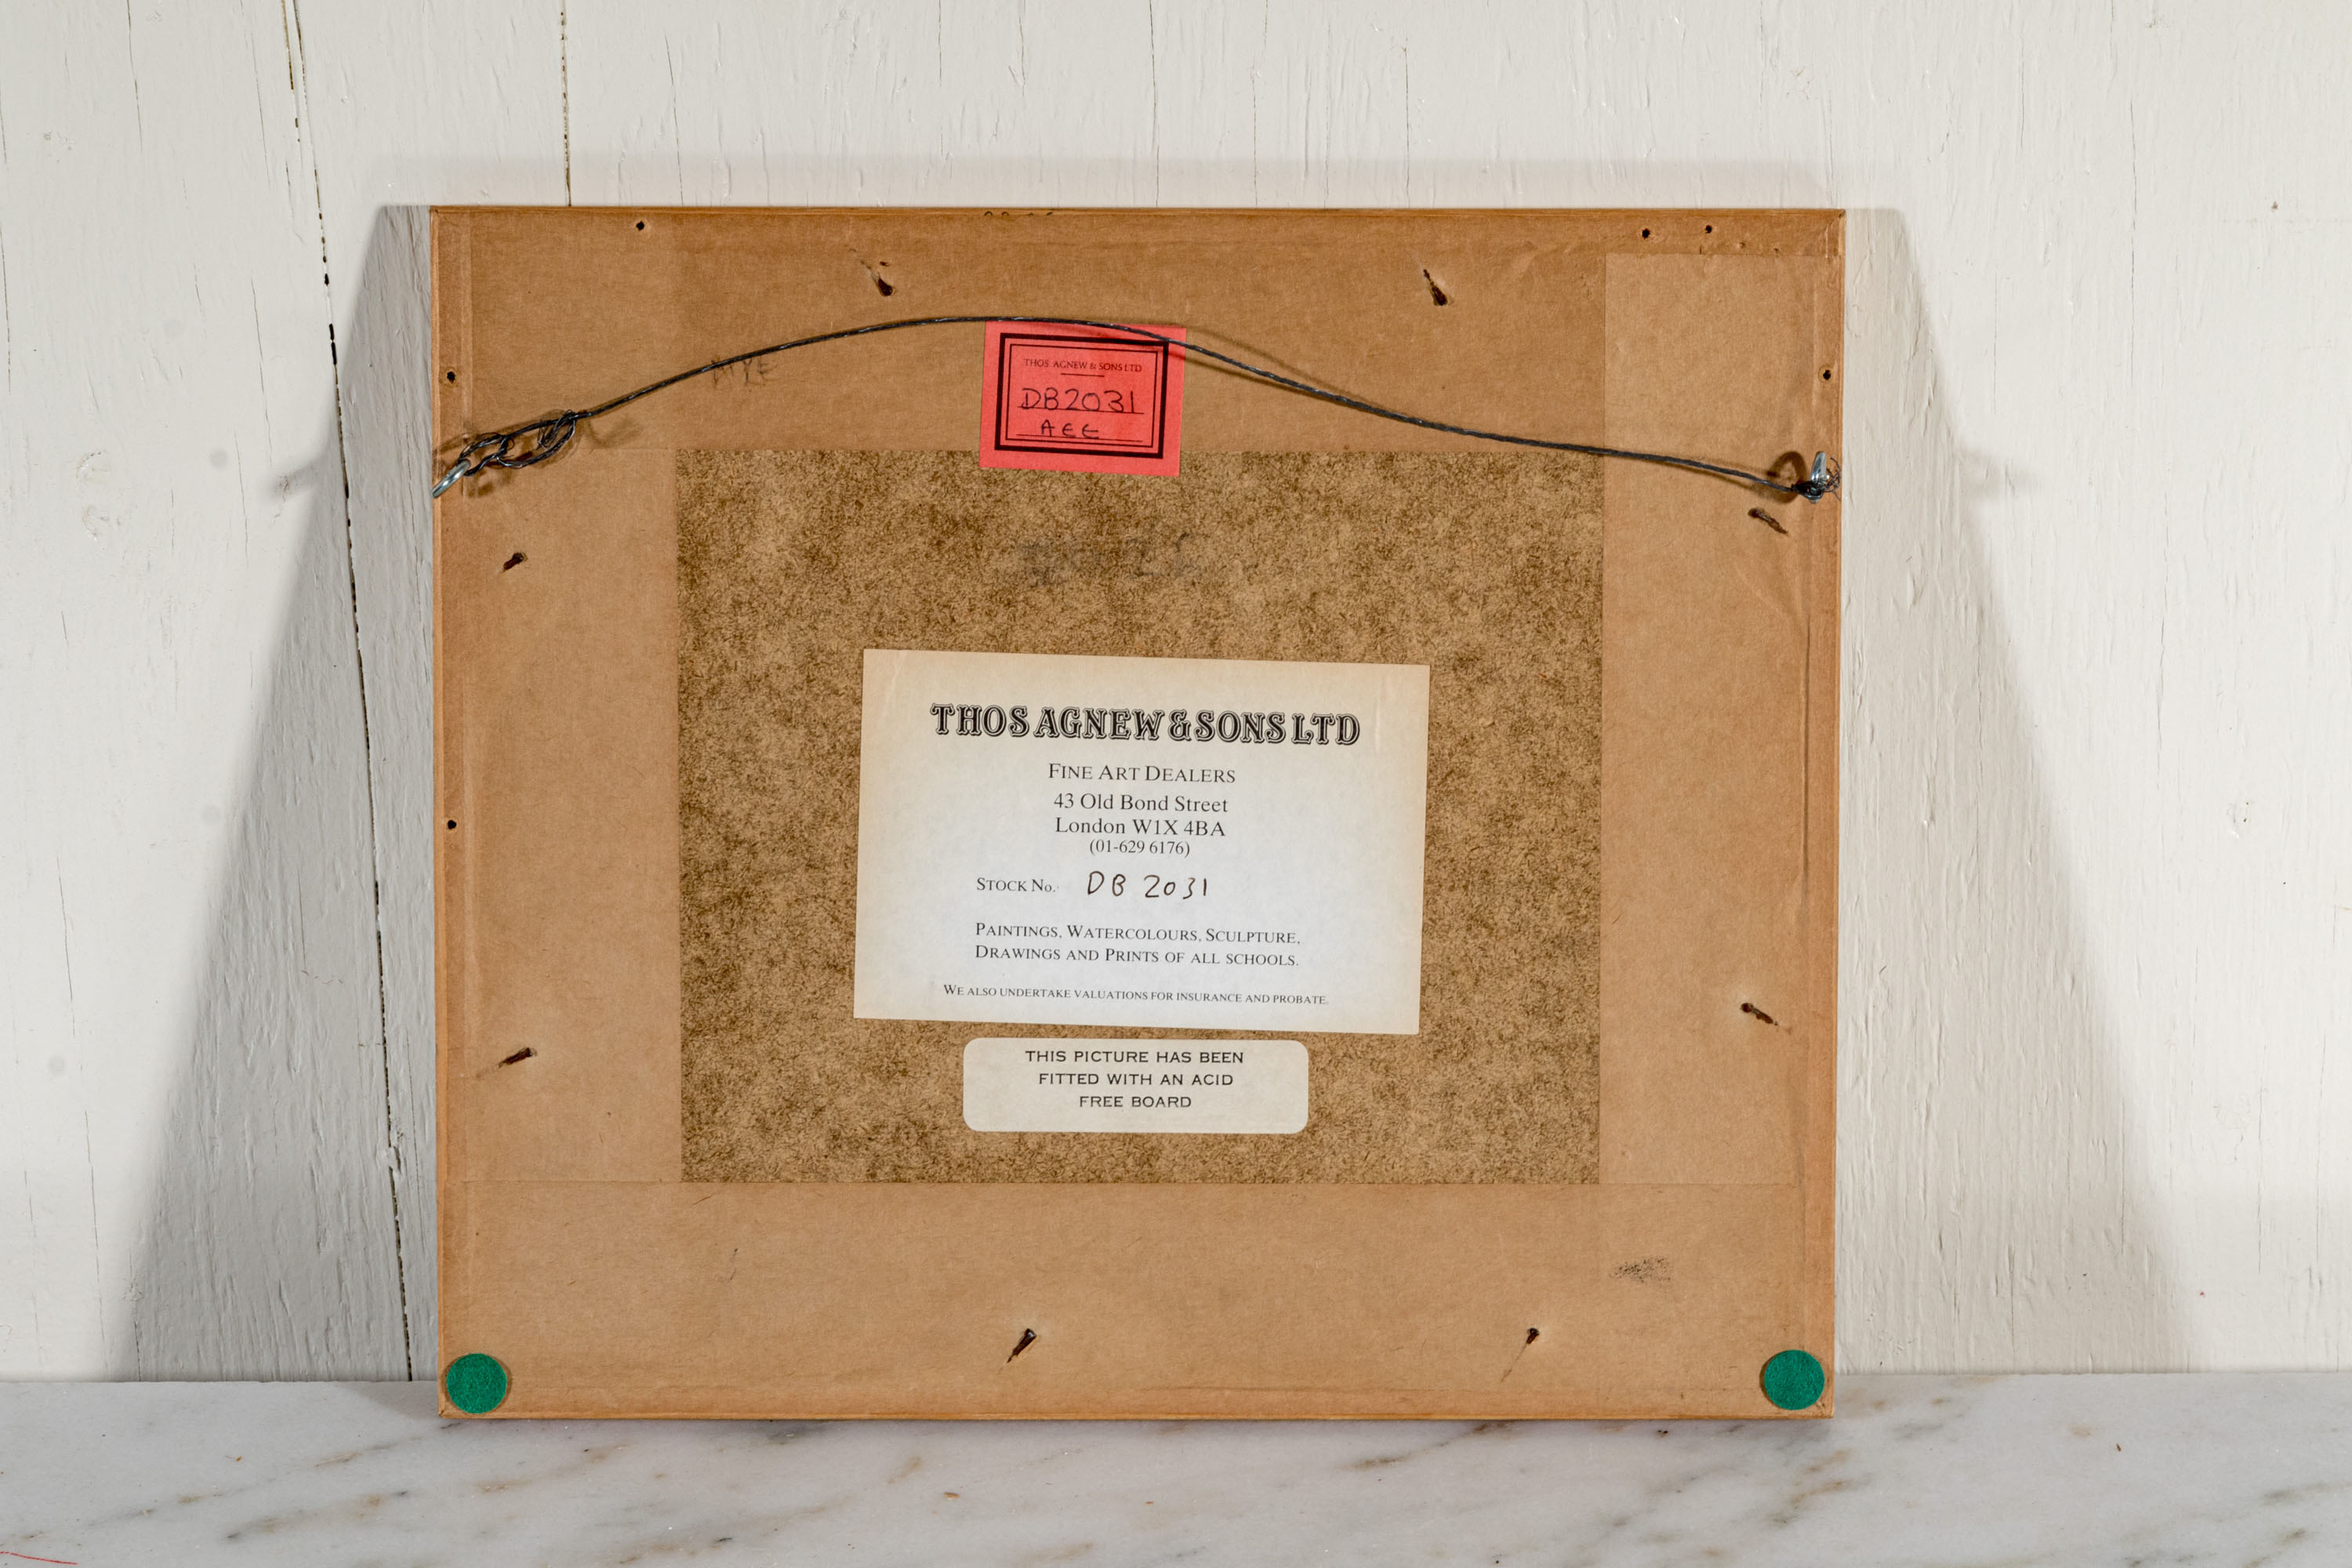 THOS. AGNEW & SONS LTD
DB2031
AEE
THOS AGNEW & SONS LTD
FINE ART DEALERS
43 Old Bond Street
London W1X 4BA
(01-629 6176)
STOCK No. DB 2031
PAINTINGS, WATERCOLOURS, SCULPTURE,
DRAWINGS AND PRINTS OF ALL SCHOOLS.
WE ALSO UNDERTAKE VALUATIONS FOR INSURANCE AND PROBATE.
THIS PICTURE HAS BEEN
FITTED WITH AN ACID
FREE BOARD